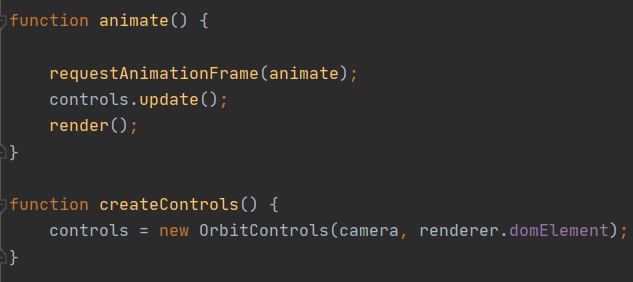 function animate() {
requestAnimationFrame(animate);
controls.update();
render();
}
function createControls() {
controls = new OrbitControls(camera, renderer.domElement);
}